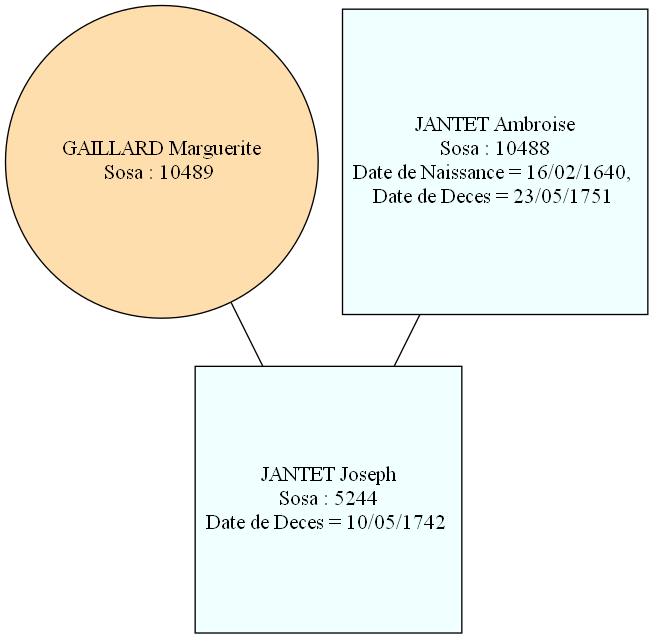 GAILLARD Marguerite
Sosa : 10489
JANTET Ambroise
Sosa : 10488
Date de Naissance = 16/02/1640,
Date de Deces = 23/05/1751
JANTET Joseph
Sosa : 5244
Date de Deces = 10/05/1742